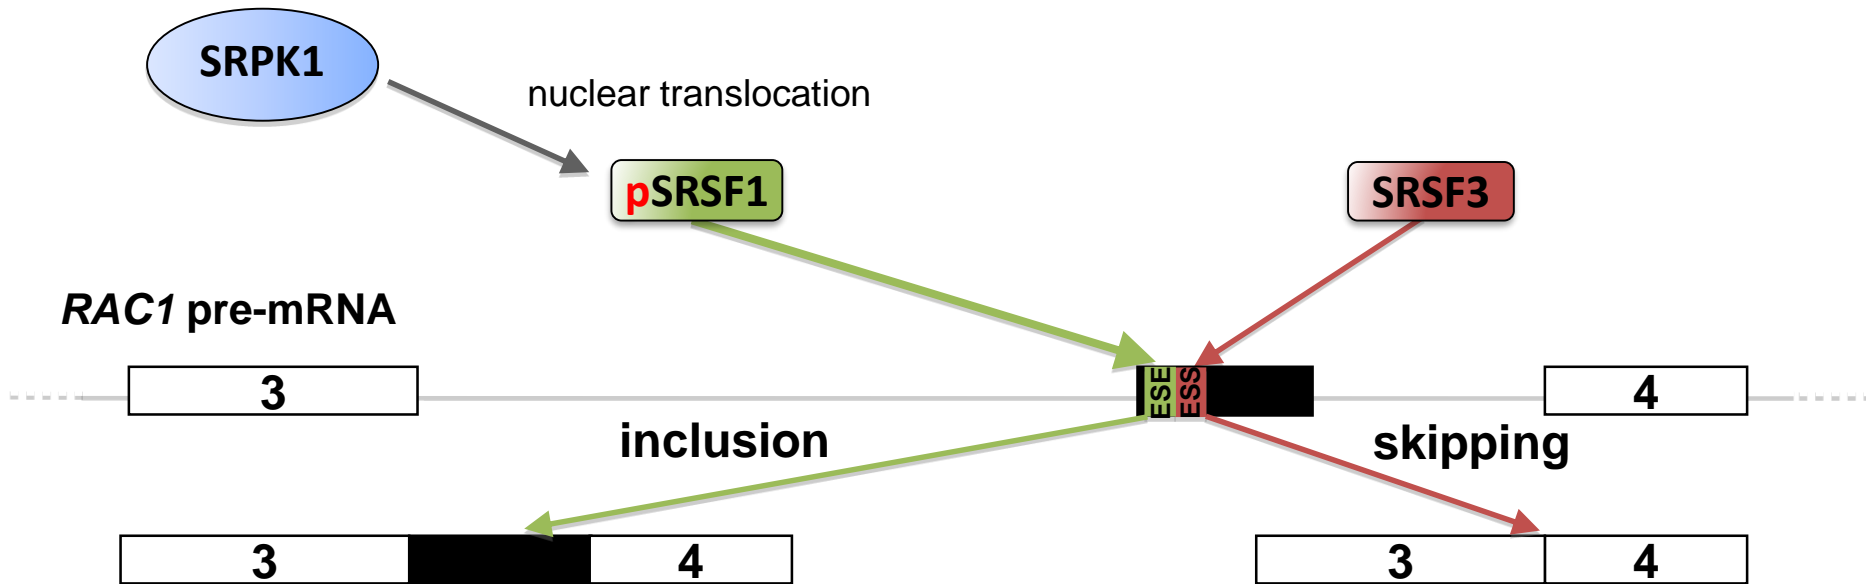 SRPK1
nuclear translocation
pSRSF1
SRSF3
RAC1 pre-mRNA
3
ESE
ESS
4
inclusion
skipping
3
4
3
4